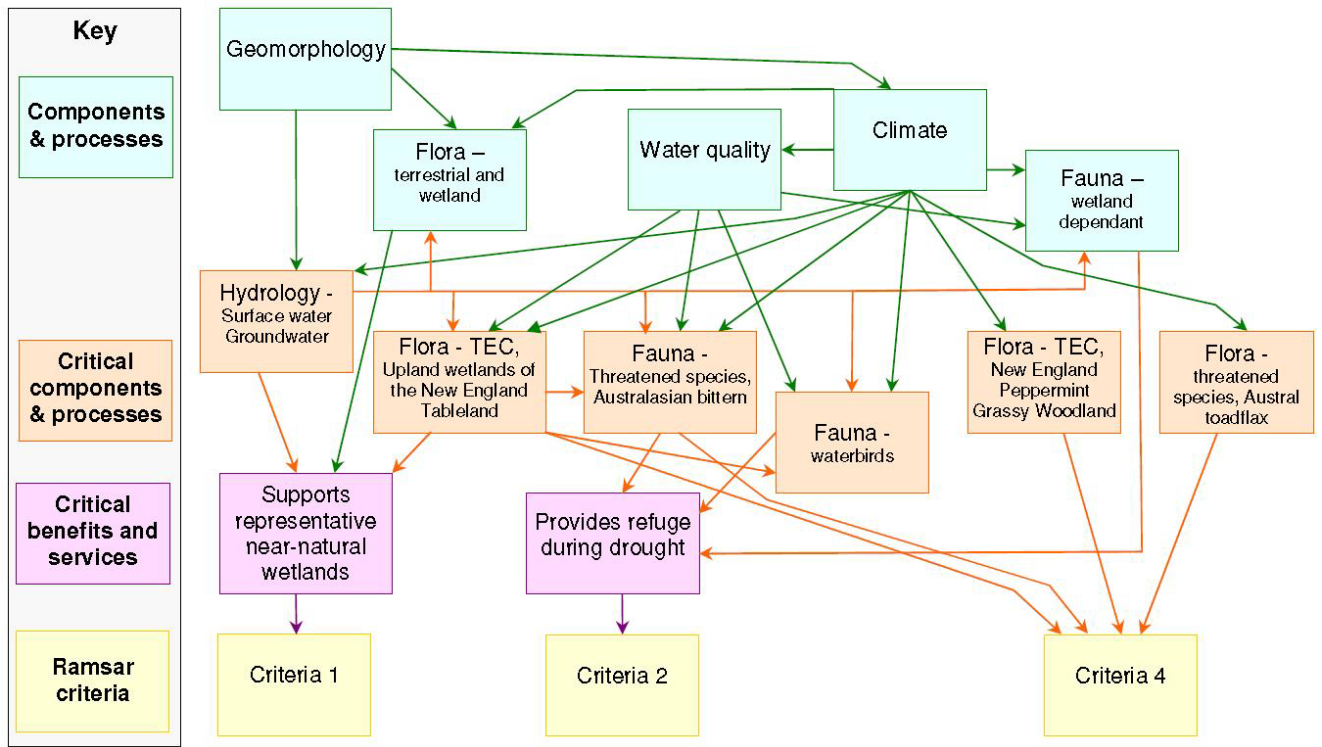 Key
Components
& processes
Critical
components
& processes
Critical
benefits and
services
Ramsar
criteria
Geomorphology
Flora –
terrestrial and
wetland
Water quality
Climate
Fauna –
wetland
dependant
Hydrology -
Surface water
Groundwater
Flora - TEC,
Upland wetlands of
the New England
Tableland
Fauna -
Threatened species,
Australasian bittern
Fauna -
waterbirds
Flora - TEC,
New England
Peppermint
Grassy Woodland
Flora -
threatened
species, Austral
toadflax
Supports
representative
near-natural
wetlands
Provides refuge
during drought
Criteria 1
Criteria 2
Criteria 4